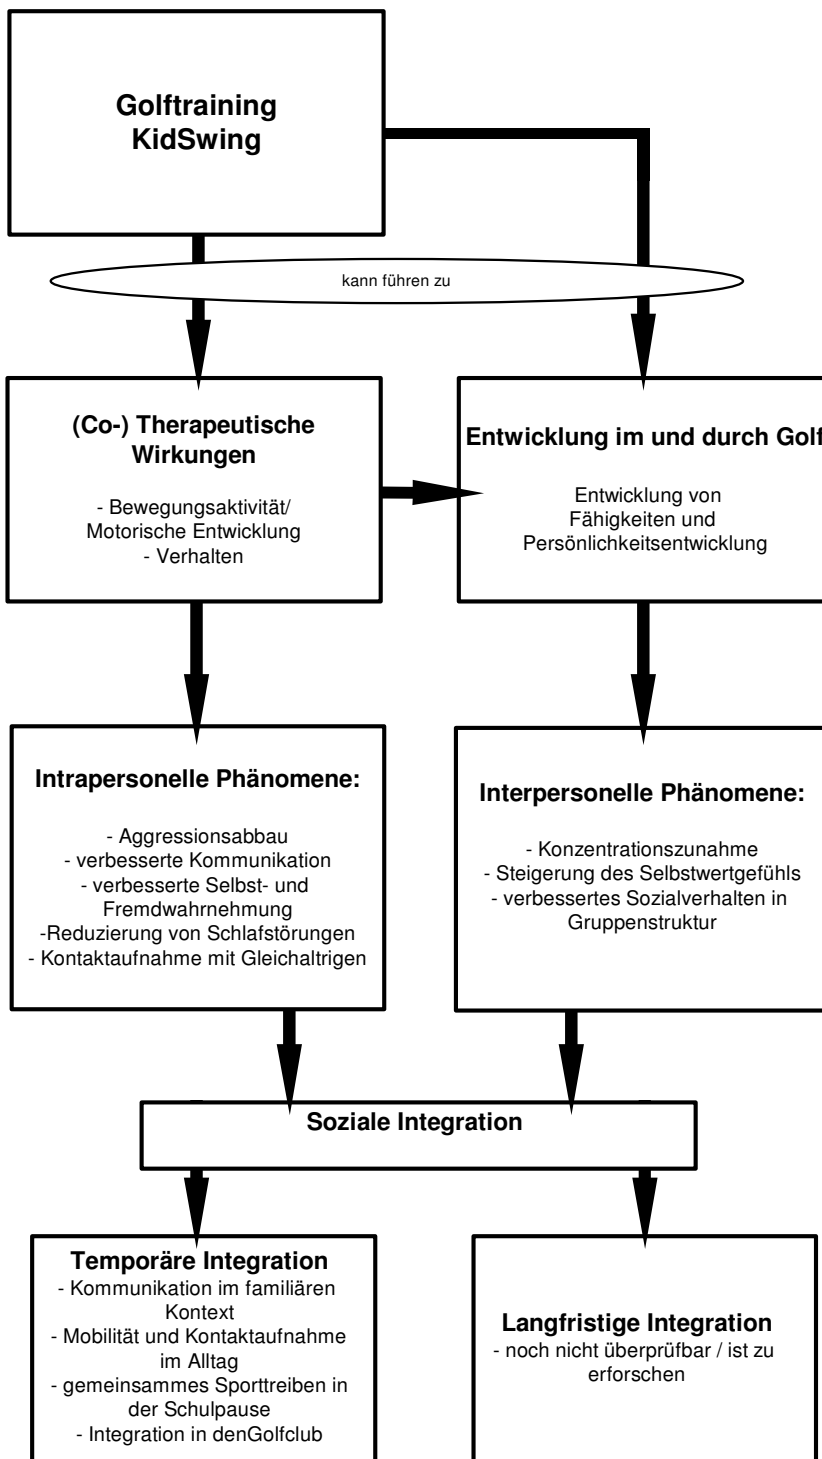 Golftraining
KidSwing
kann führen zu
(Co-) Therapeutische
Wirkungen
- Bewegungsaktivität/
Motorische Entwicklung
- Verhalten
Entwicklung im und durch Golf
Entwicklung von
Fähigkeiten und
Persönlichkeitsentwicklung
Intrapersonelle Phänomene:
- Aggressionsabbau
- verbesserte Kommunikation
- verbesserte Selbst- und
Fremdwahrnehmung
-Reduzierung von Schlafstörungen
- Kontaktaufnahme mit Gleichaltrigen
Interpersonelle Phänomene:
- Konzentrationszunahme
- Steigerung des Selbstwertgefühls
- verbessertes Sozialverhalten in
Gruppenstruktur
Soziale Integration
Temporäre Integration
- Kommunikation im familiären
Kontext
- Mobilität und Kontaktaufnahme
im Alltag
- gemeinsammes Sporttreiben in
der Schulpause
- Integration in denGolfclub
Langfristige Integration
- noch nicht überprüfbar / ist zu
erforschen